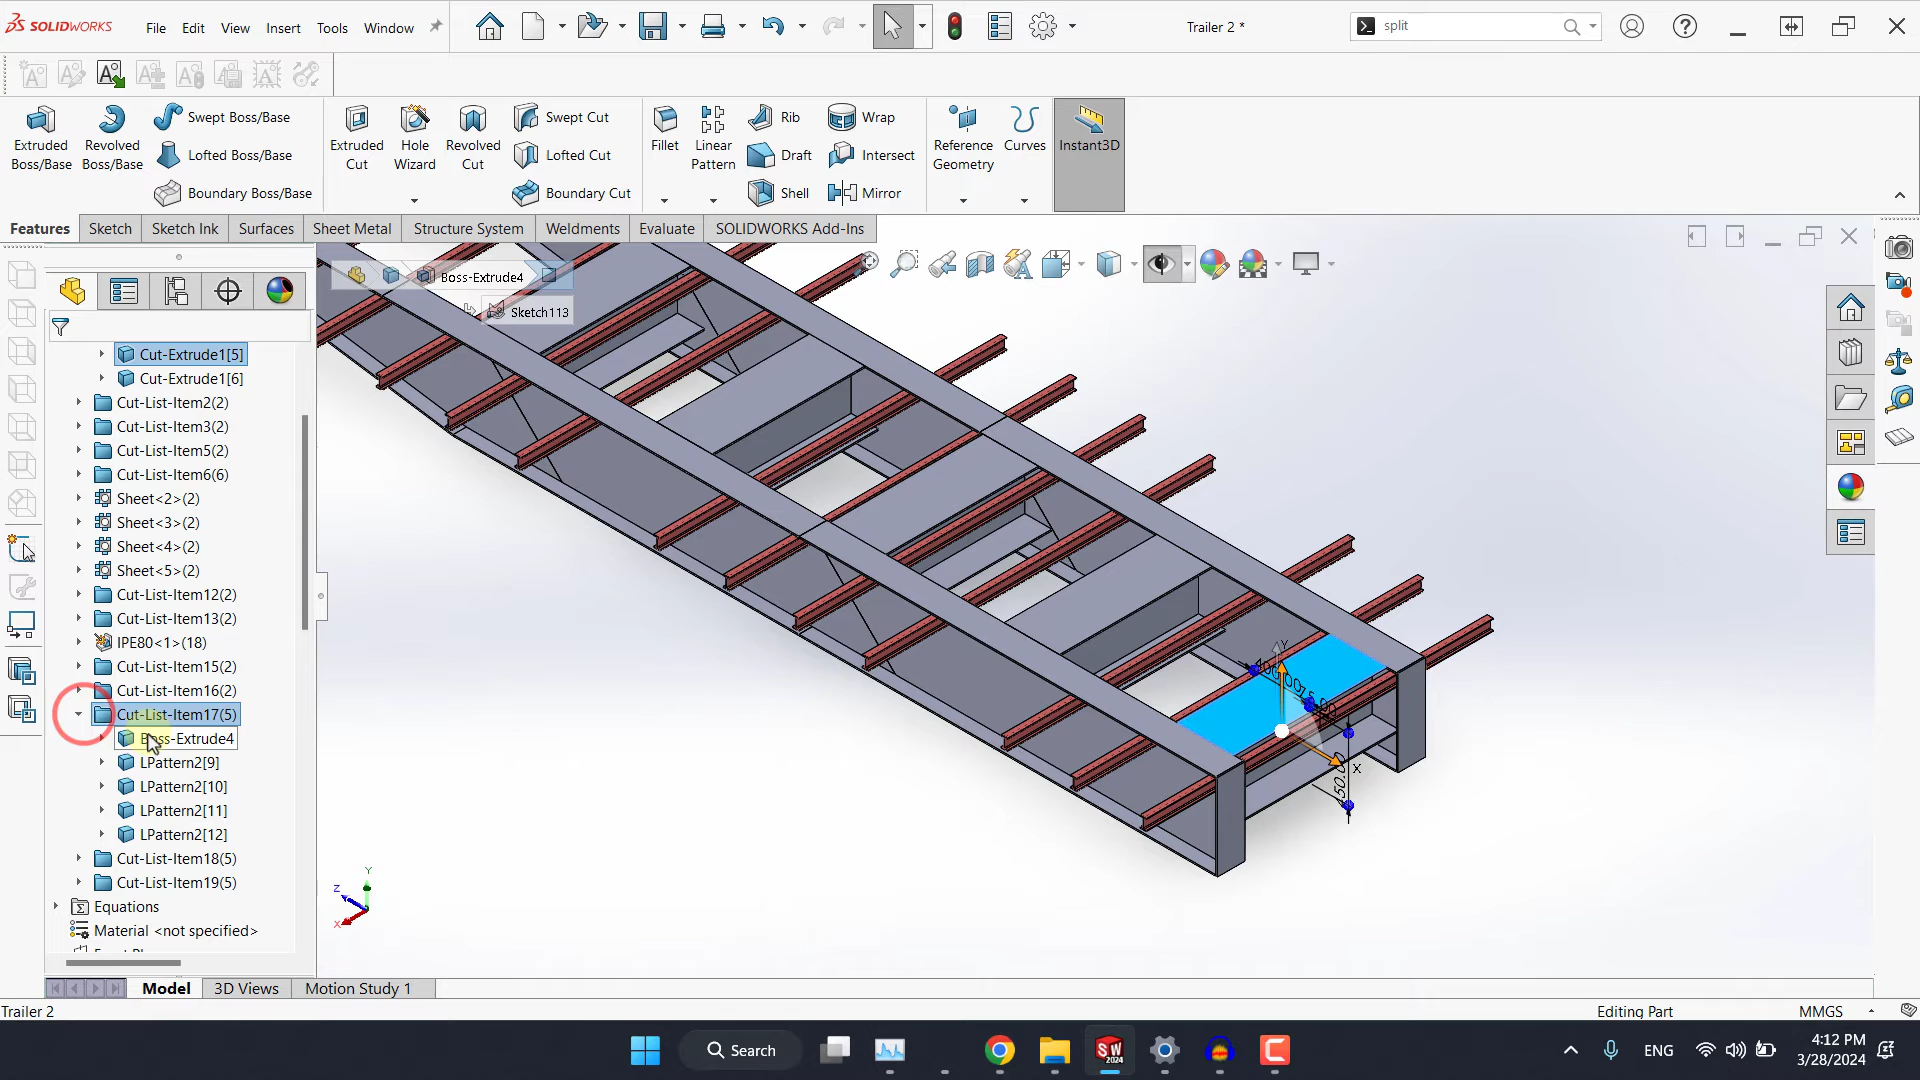 SOLIDWORKS
File Edit View Insert Tools Window
Trailer 2 *
split
Extruded Boss/Base
Revolved Boss/Base
Swept Boss/Base
Lofted Boss/Base
Boundary Boss/Base
Extruded Cut
Hole Wizard
Revolved Cut
Swept Cut
Lofted Cut
Boundary Cut
Fillet
Linear Pattern
Rib
Draft
Shell
Wrap
Intersect
Mirror
Reference Geometry
Curves
Instant3D
Features Sketch Sketch Ink Surfaces Sheet Metal Structure System Weldments Evaluate SOLIDWORKS Add-Ins
Boss-Extrude4
Sketch113
Cut-Extrude1[5]
Cut-Extrude1[6]
Cut-List-Item2(2)
Cut-List-Item3(2)
Cut-List-Item5(2)
Cut-List-Item6(6)
Sheet<2>(2)
Sheet<3>(2)
Sheet<4>(2)
Sheet<5>(2)
Cut-List-Item12(2)
Cut-List-Item13(2)
IPE80<1>(18)
Cut-List-Item15(2)
Cut-List-Item16(2)
Cut-List-Item17(5)
Boss-Extrude4
LPattern2[9]
LPattern2[10]
LPattern2[11]
LPattern2[12]
Cut-List-Item18(5)
Cut-List-Item19(5)
Equations
Material <not specified>
Y
X
Y
Z
X
Model 3D Views Motion Study 1
Trailer 2
Editing Part
MMGS
Search
SW
2024
ENG
4:12 PM
3/28/2024